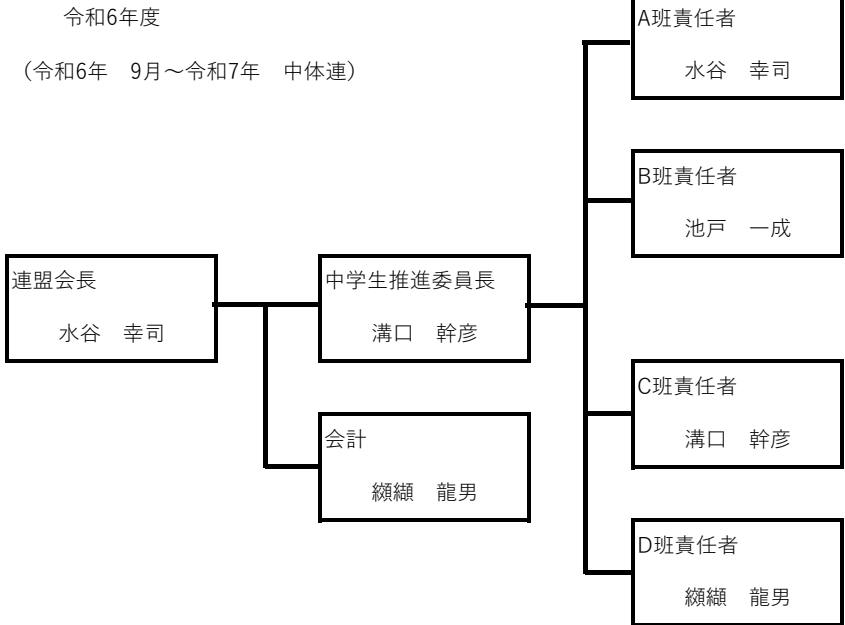 令和6年度
（令和6年　9月～令和7年　中体連）
A班責任者
水谷　幸司
B班責任者
池戸　一成
連盟会長
水谷　幸司
中学生推進委員長
溝口　幹彦
会計
纐纈　龍男
C班責任者
溝口　幹彦
D班責任者
纐纈　龍男